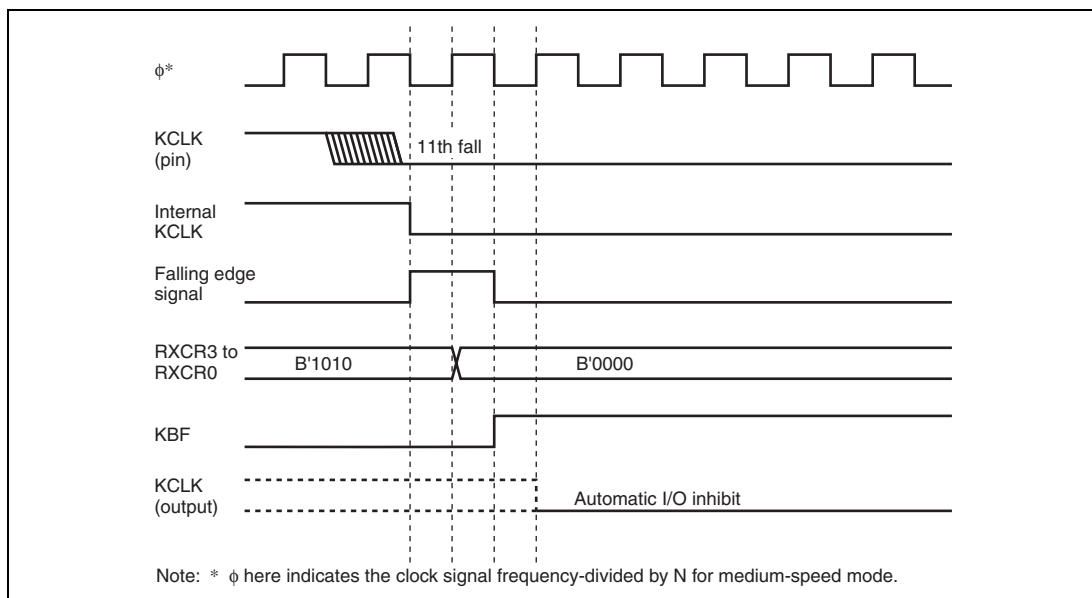 φ*
KCLK
(pin)
11th fall
Internal
KCLK
Falling edge
signal
RXCR3 to
RXCR0
B'1010
B'0000
KBF
KCLK
(output)
Automatic I/O inhibit
Note: * φ here indicates the clock signal frequency-divided by N for medium-speed mode.